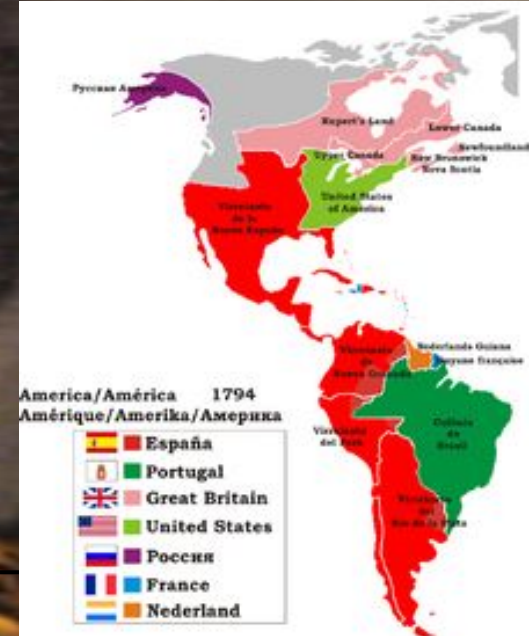 Русская Америка
Rupert's Land
Lower Canada
Newfoundland
Upper Canada
New Brunswick
Nova Scotia
United States
of America
Virreinato
de la
Nueva España
Nederlands Guiana
Guyane française
Virreinato
de
Nueva Granada
Virreinato
del Perú
Brasil
Virreinato
del
Río de la Plata
America/América 1794
Amérique/Amerika/Америка
España
Portugal
Great Britain
United States
Россия
France
Nederland